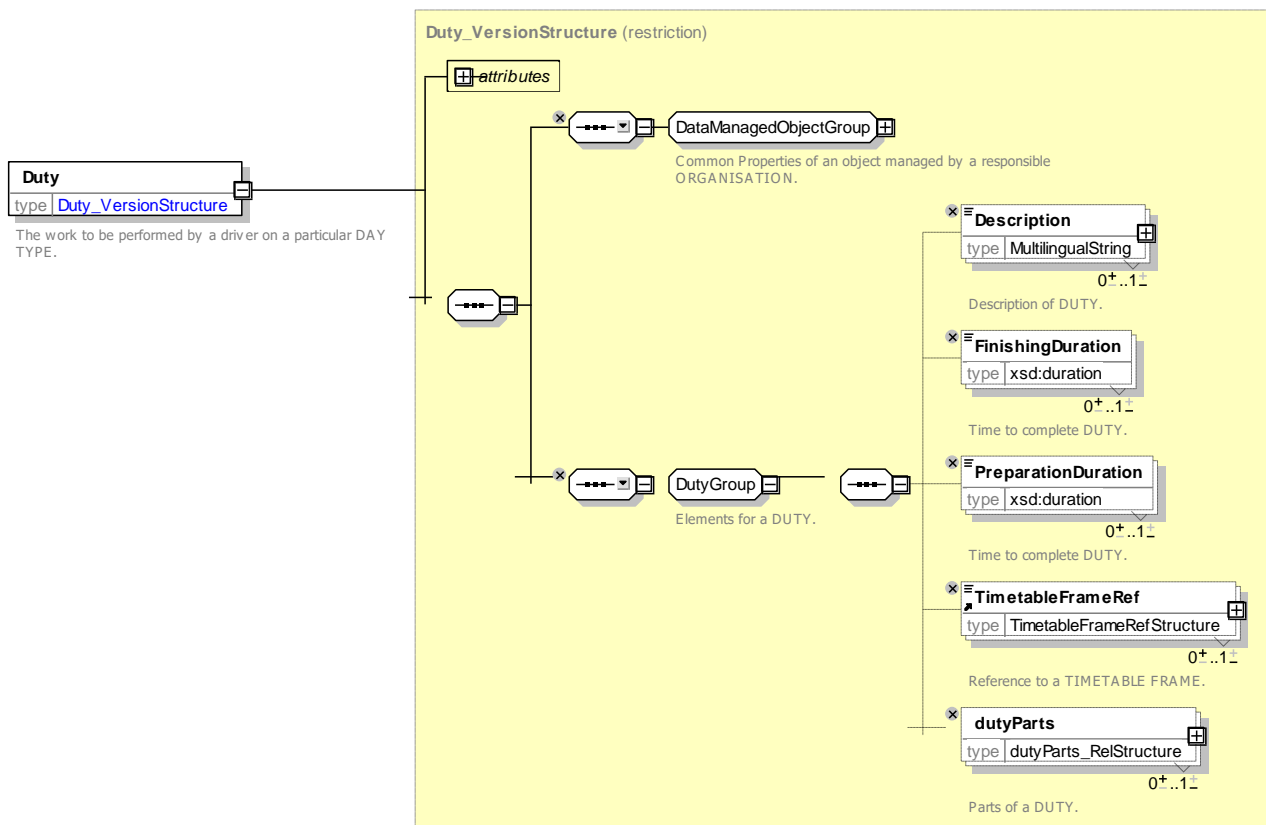 Duty_VersionStructure (restriction)
attributes
DataManagedObjectGroup
Common Properties of an object managed by a responsible
ORGANISATION.
Duty
type Duty_VersionStructure
The work to be performed by a driver on a particular DAY
TYPE.
Description
type MultilingualString
0±..1±
Description of DUTY.
FinishingDuration
type xsd:duration
0±..1±
Time to complete DUTY.
DutyGroup
Elements for a DUTY.
PreparationDuration
type xsd:duration
0±..1±
Time to complete DUTY.
TimetableFrameRef
type TimetableFrameRefStructure
0±..1±
Reference to a TIMETABLE FRAME.
dutyParts
type dutyParts_RelStructure
0±..1±
Parts of a DUTY.